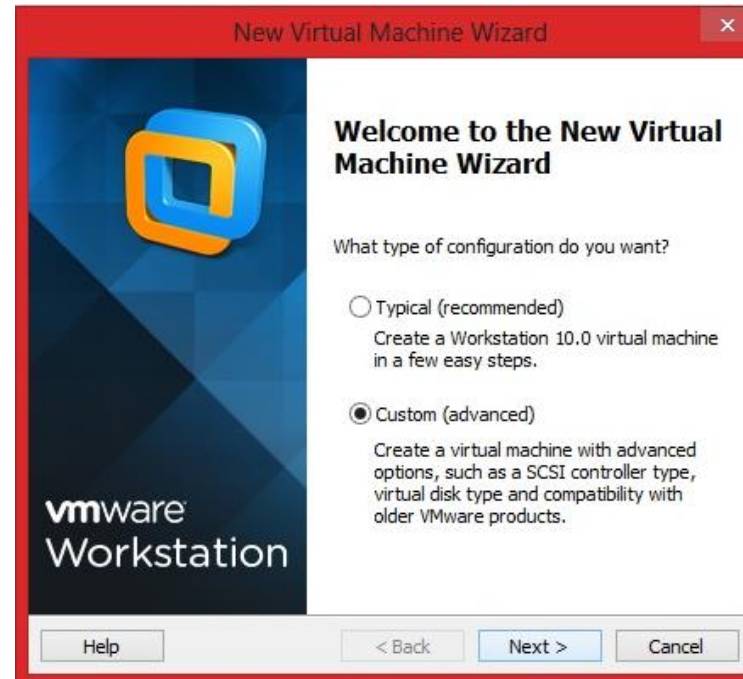 New Virtual Machine Wizard
Welcome to the New Virtual
Machine Wizard
What type of configuration do you want?
Typical (recommended)
Create a Workstation 10.0 virtual machine
in a few easy steps.
Custom (advanced)
Create a virtual machine with advanced
options, such as a SCSI controller type,
virtual disk type and compatibility with
older VMware products.
vmware
Workstation
Help
< Back
Next >
Cancel